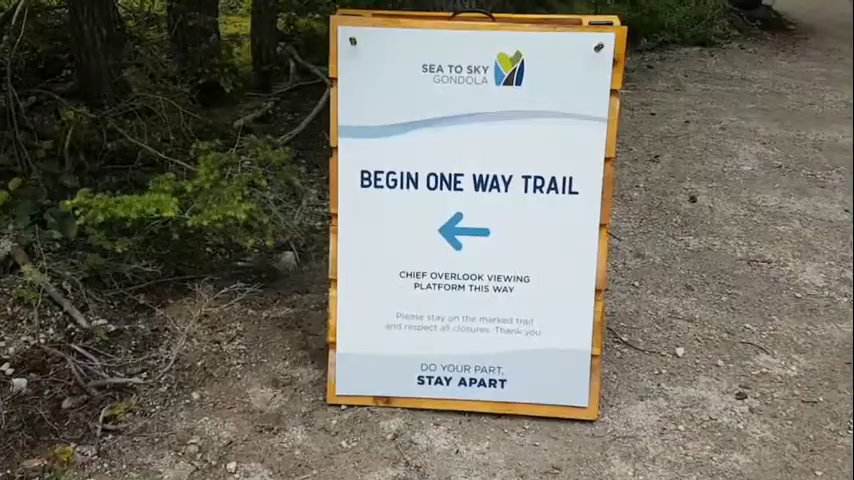 SEA TO SKY
GONDOLA
BEGIN ONE WAY TRAIL
CHIEF OVERLOOK VIEWING
PLATFORM THIS WAY
Please stay on the marked trail
and respect all closures. Thank you
DO YOUR PART,
STAY APART